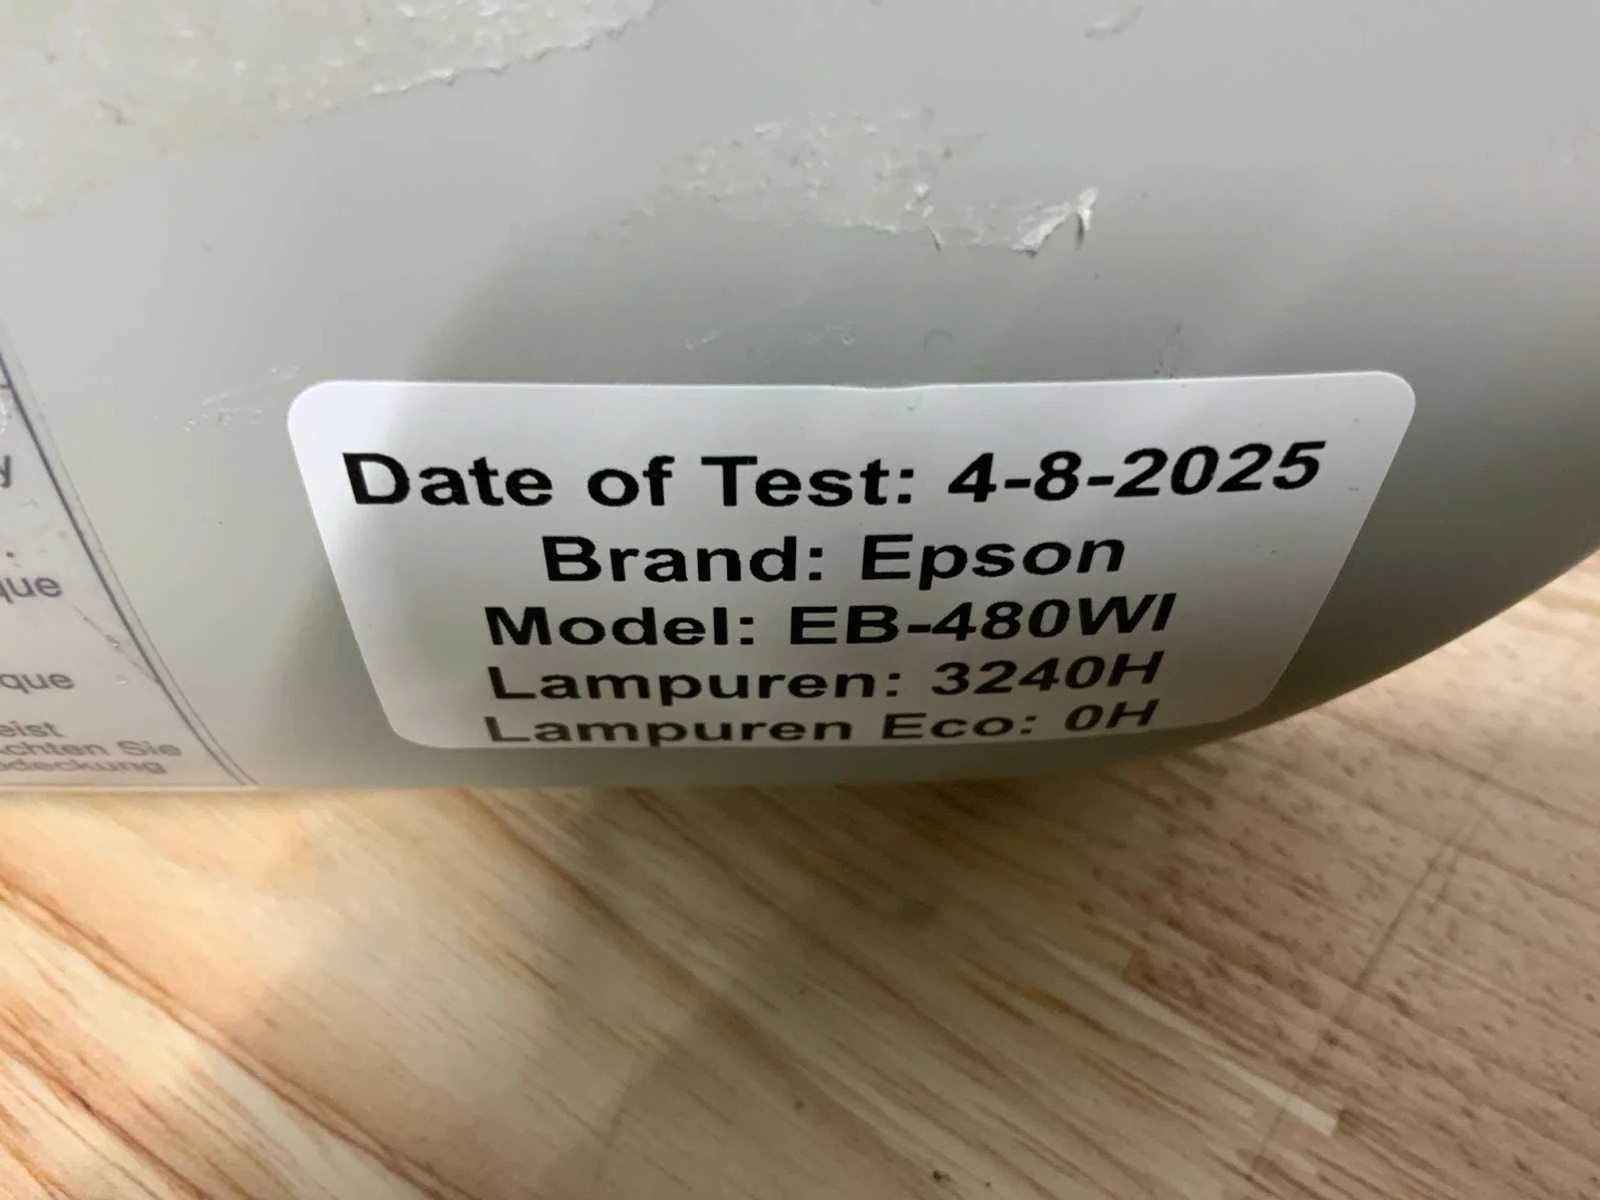 Date of Test: 4-8-2025
Brand: Epson
Model: EB-480WI
Lampuren: 3240H
Lampuren Eco: 0H
y
que
que
eist
chten Sie
deckung